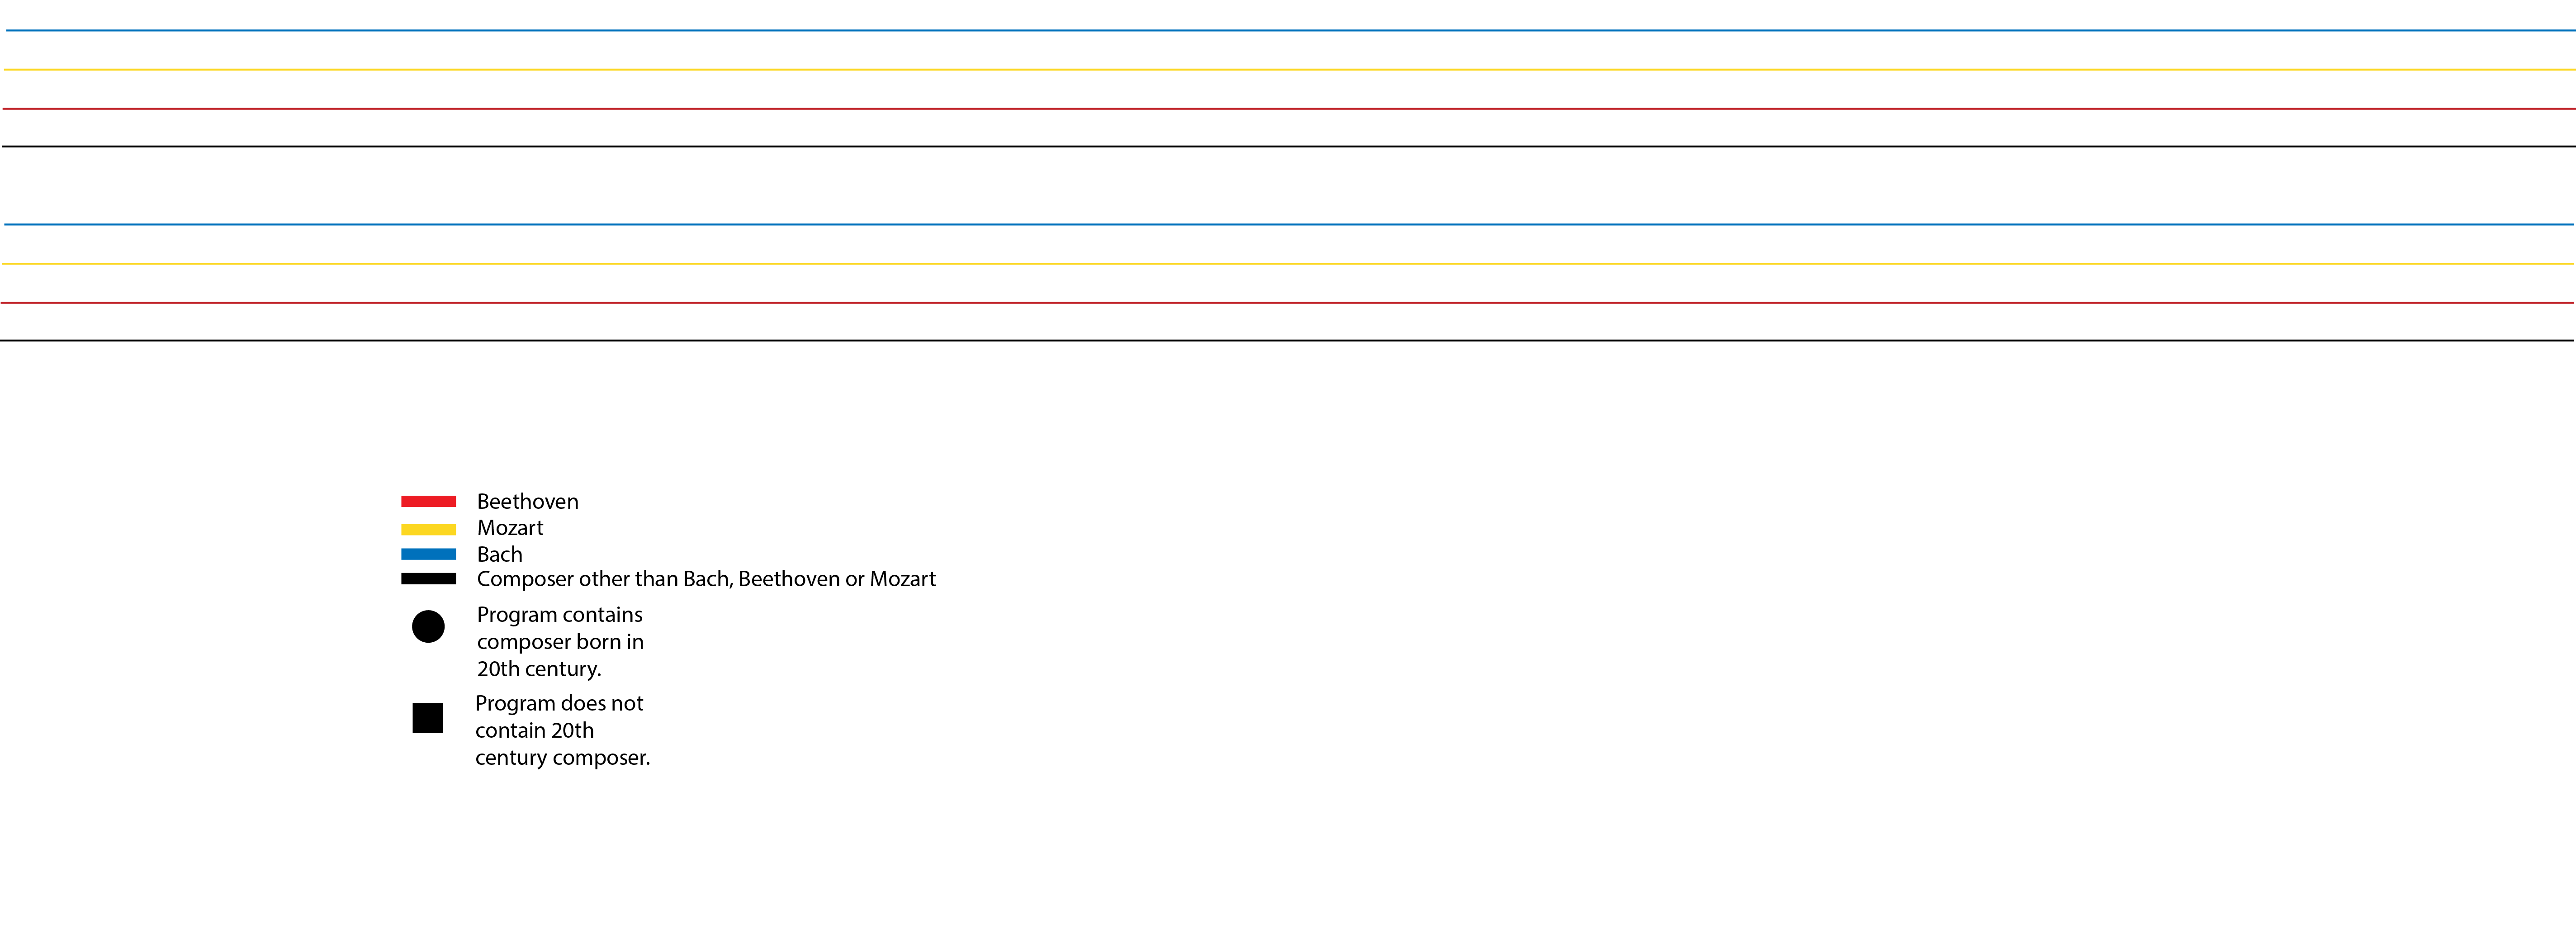 Beethoven
Mozart
Bach
Composer other than Bach, Beethoven or Mozart
Program contains
composer born in
20th century.
Program does not
contain 20th
century composer.